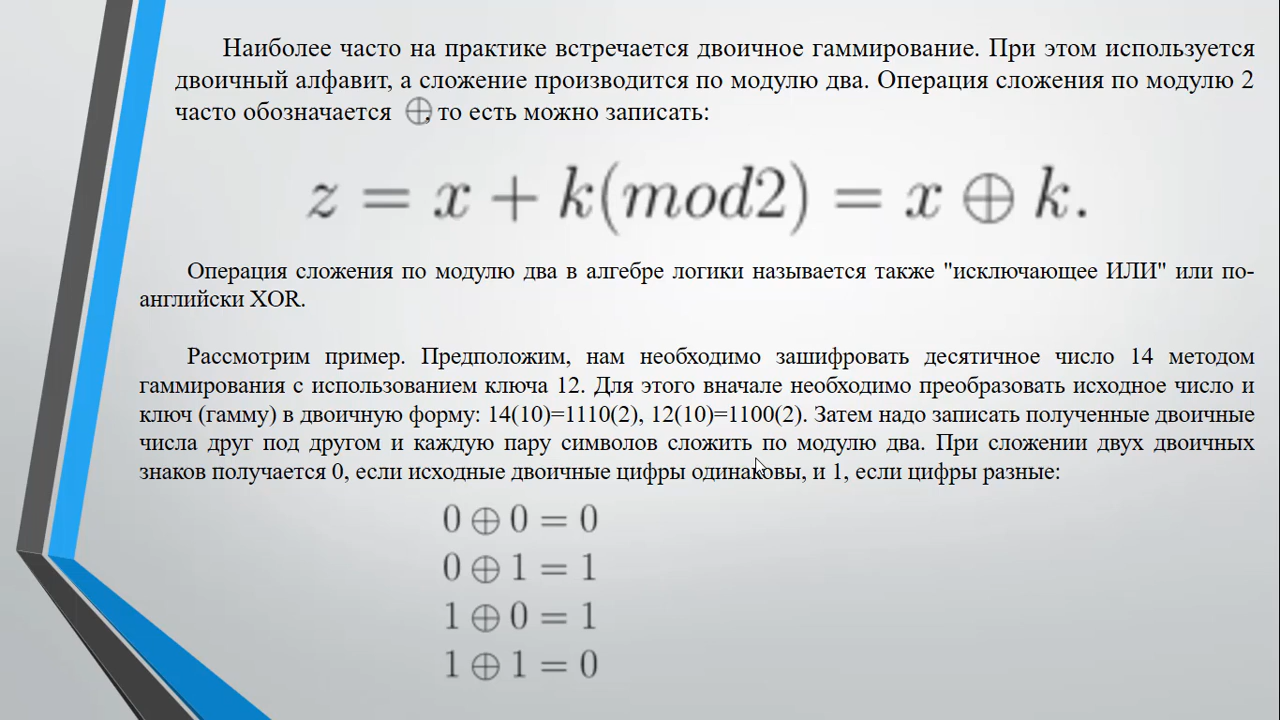 Наиболее часто на практике встречается двоичное гаммирование. При этом используется
двоичный алфавит, а сложение производится по модулю два. Операция сложения по модулю 2
часто обозначается ⊕, то есть можно записать:
z = x + k(mod2) = x ⊕ k.
Операция сложения по модулю два в алгебре логики называется также "исключающее ИЛИ" или по-
английски XOR.
Рассмотрим пример. Предположим, нам необходимо зашифровать десятичное число 14 методом
гаммирования с использованием ключа 12. Для этого вначале необходимо преобразовать исходное число и
ключ (гамму) в двоичную форму: 14(10)=1110(2), 12(10)=1100(2). Затем надо записать полученные двоичные
числа друг под другом и каждую пару символов сложить по модулю два. При сложении двух двоичных
знаков получается 0, если исходные двоичные цифры одинаковы, и 1, если цифры разные:
0 ⊕ 0 = 0
0 ⊕ 1 = 1
1 ⊕ 0 = 1
1 ⊕ 1 = 0